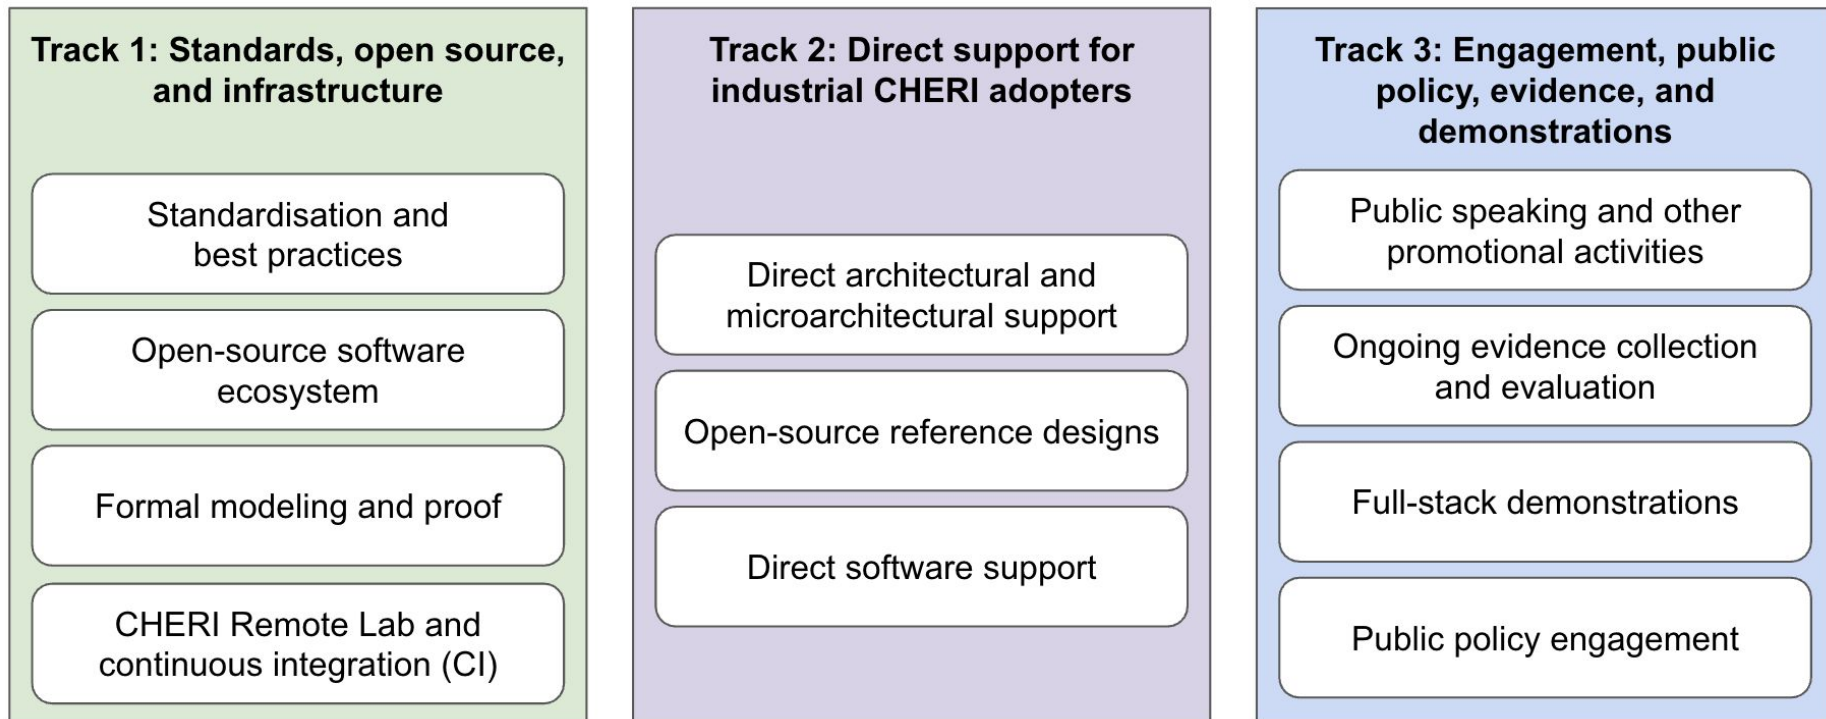 Track 1: Standards, open source,
and infrastructure
Standardisation and
best practices
Open-source software
ecosystem
Formal modeling and proof
CHERI Remote Lab and
continuous integration (CI)
Track 2: Direct support for
industrial CHERI adopters
Direct architectural and
microarchitectural support
Open-source reference designs
Direct software support
Track 3: Engagement, public
policy, evidence, and
demonstrations
Public speaking and other
promotional activities
Ongoing evidence collection
and evaluation
Full-stack demonstrations
Public policy engagement